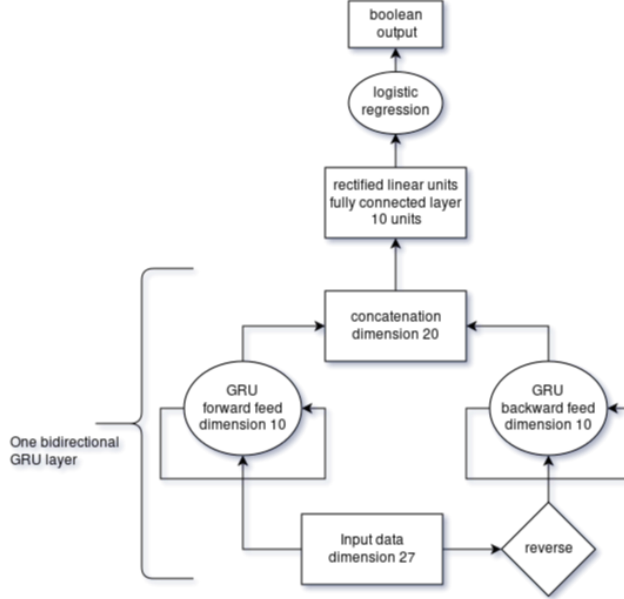 boolean
output
logistic
regression
rectified linear units
fully connected layer
10 units
concatenation
dimension 20
GRU
forward feed
dimension 10
GRU
backward feed
dimension 10
One bidirectional
GRU layer
Input data
dimension 27
reverse